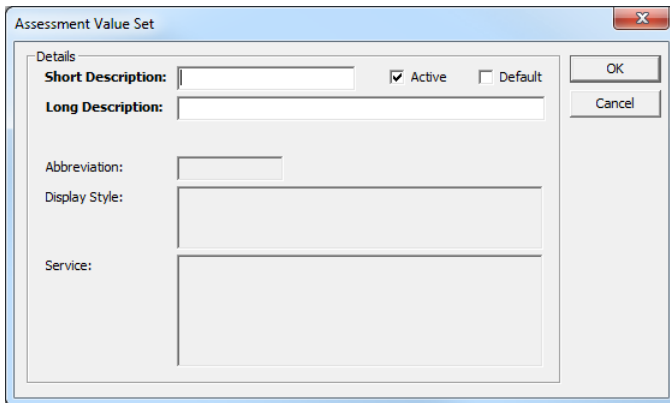 Assessment Value Set
Details
Short Description:
Active
Default
OK
Long Description:
Cancel
Abbreviation:
Display Style:
Service: